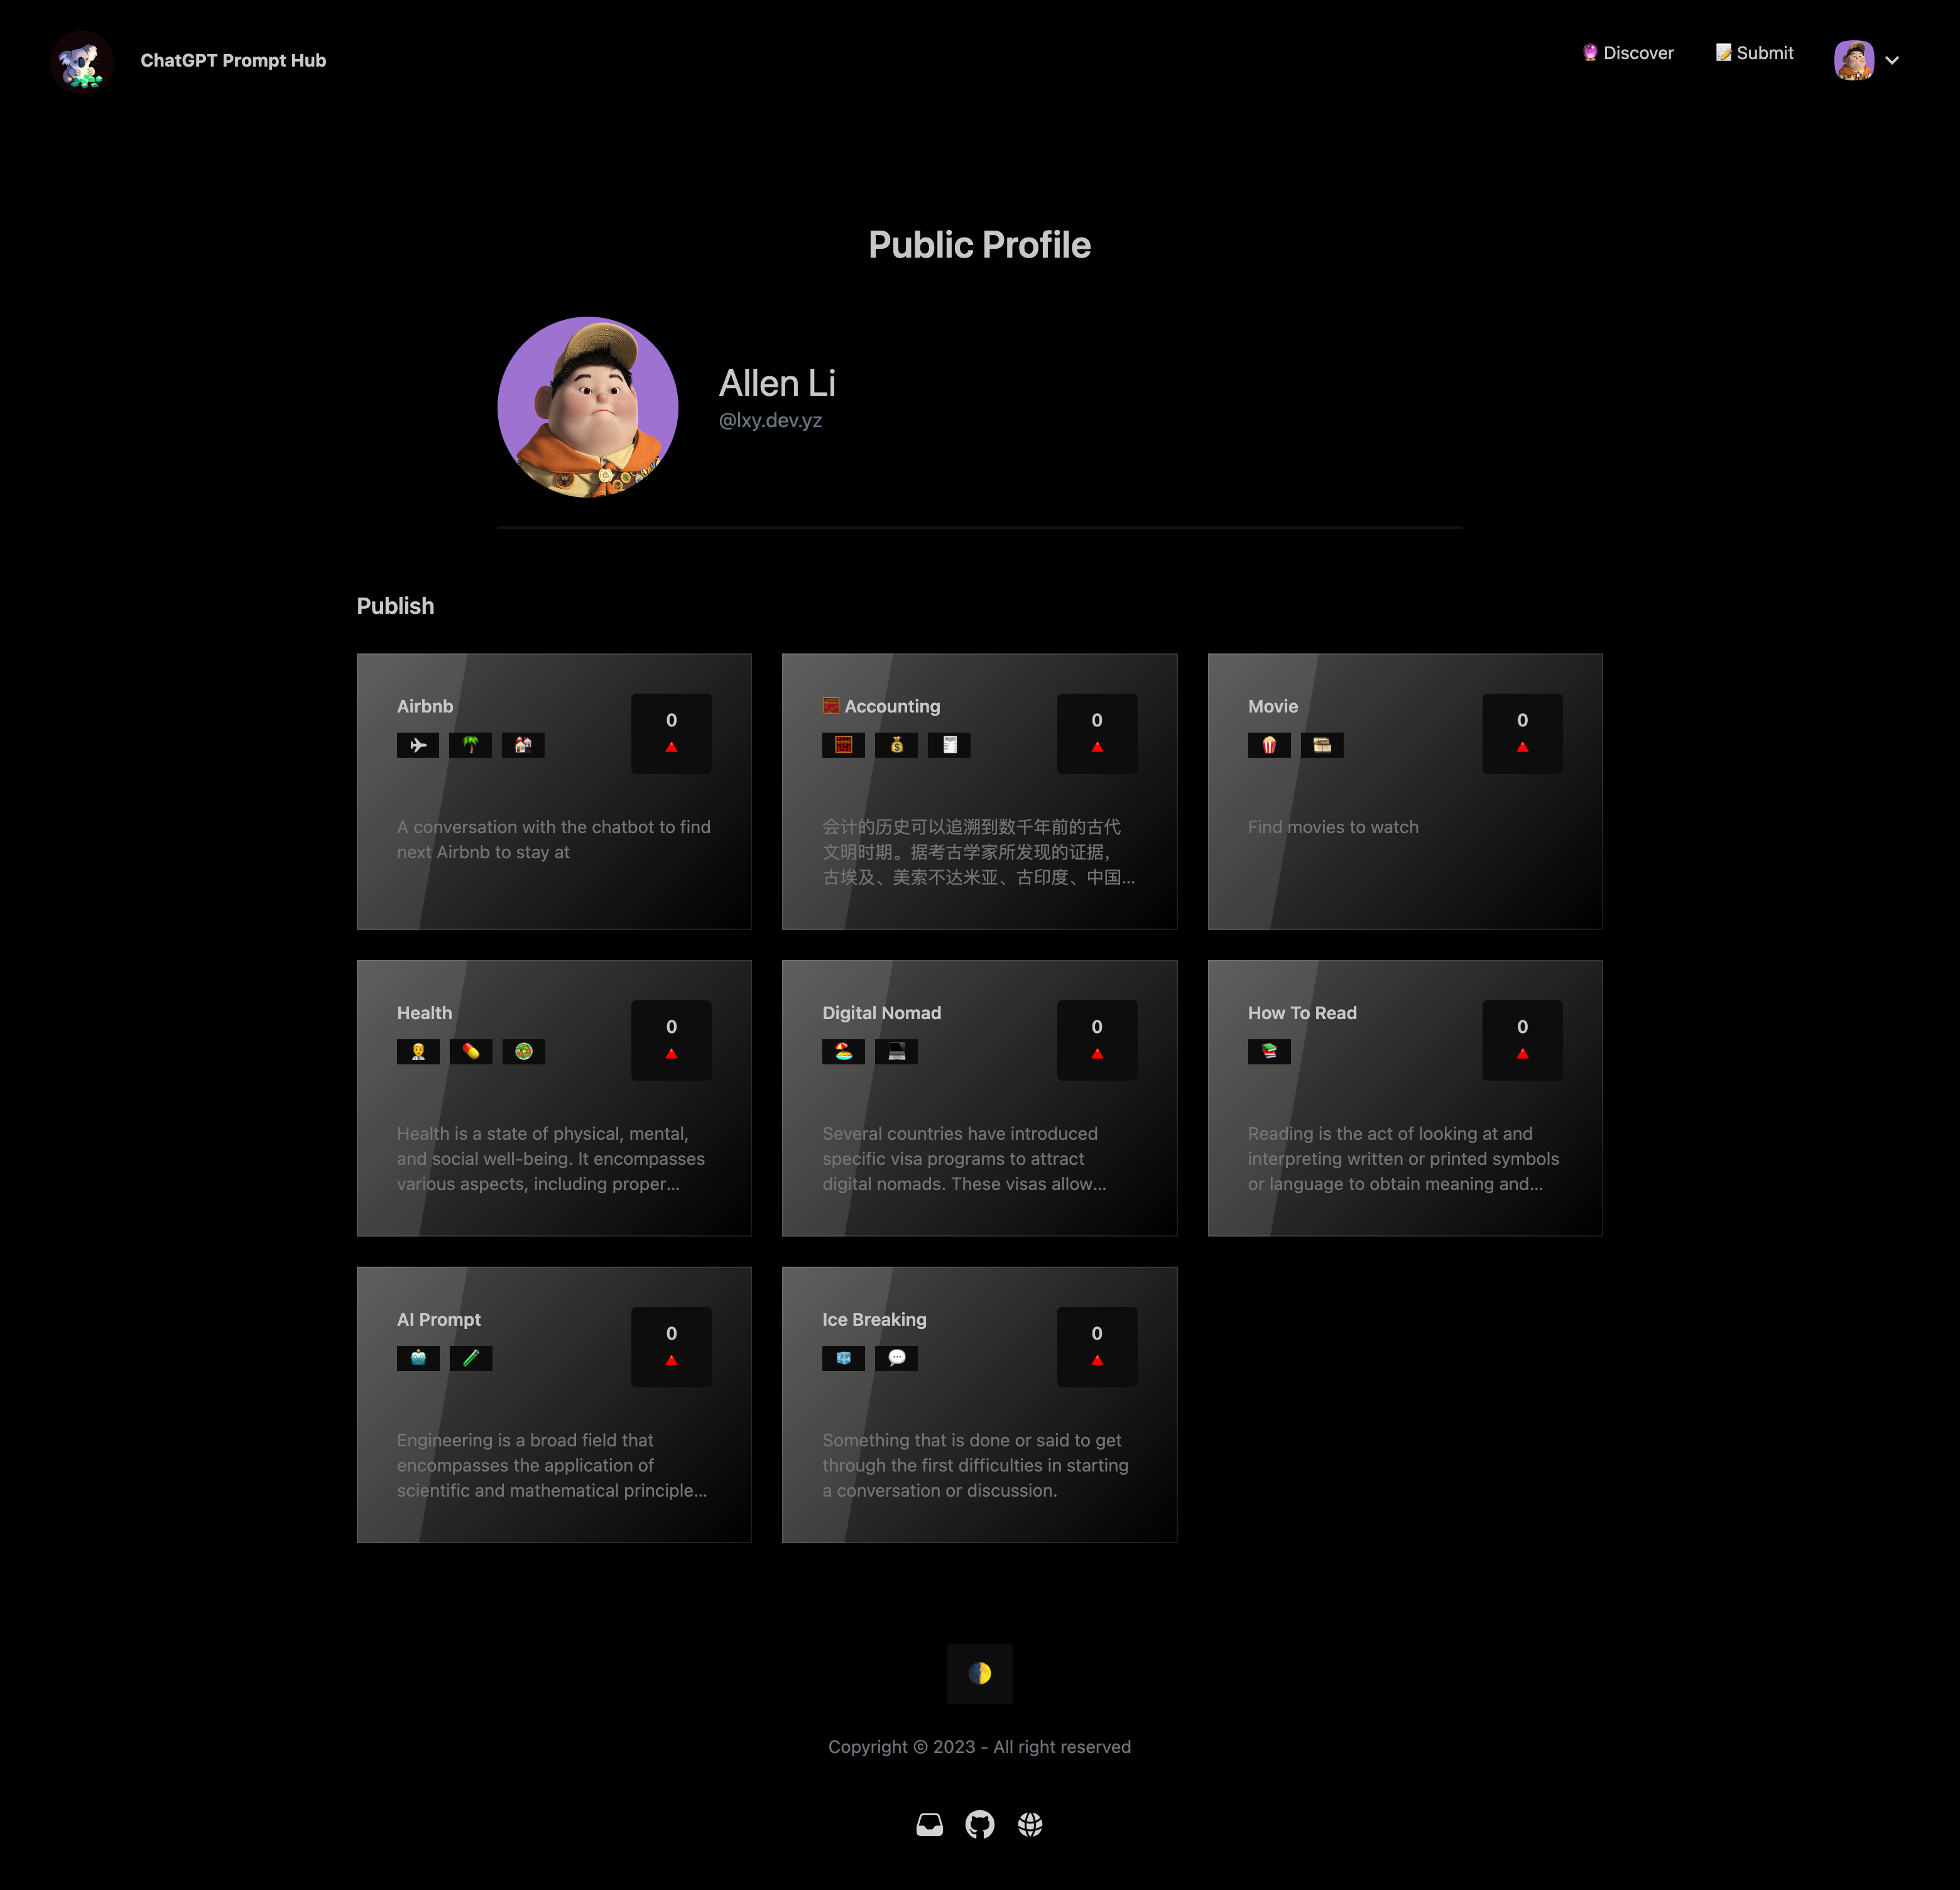 ChatGPT Prompt Hub
🔮 Discover
📝 Submit
Public Profile
Allen Li
@lxy.dev.yz
Publish
Airbnb
0
A conversation with the chatbot to find
next Airbnb to stay at
🧮 Accounting
0
会计的历史可以追溯到数千年前的古代
文明时期。据考古学家所发现的证据，
古埃及、美索不达米亚、古印度、中国...
Movie
0
Find movies to watch
Health
0
Health is a state of physical, mental,
and social well-being. It encompasses
various aspects, including proper...
Digital Nomad
0
Several countries have introduced
specific visa programs to attract
digital nomads. These visas allow...
How To Read
0
Reading is the act of looking at and
interpreting written or printed symbols
or language to obtain meaning and...
AI Prompt
0
Engineering is a broad field that
encompasses the application of
scientific and mathematical principle...
Ice Breaking
0
Something that is done or said to get
through the first difficulties in starting
a conversation or discussion.
Copyright © 2023 - All right reserved